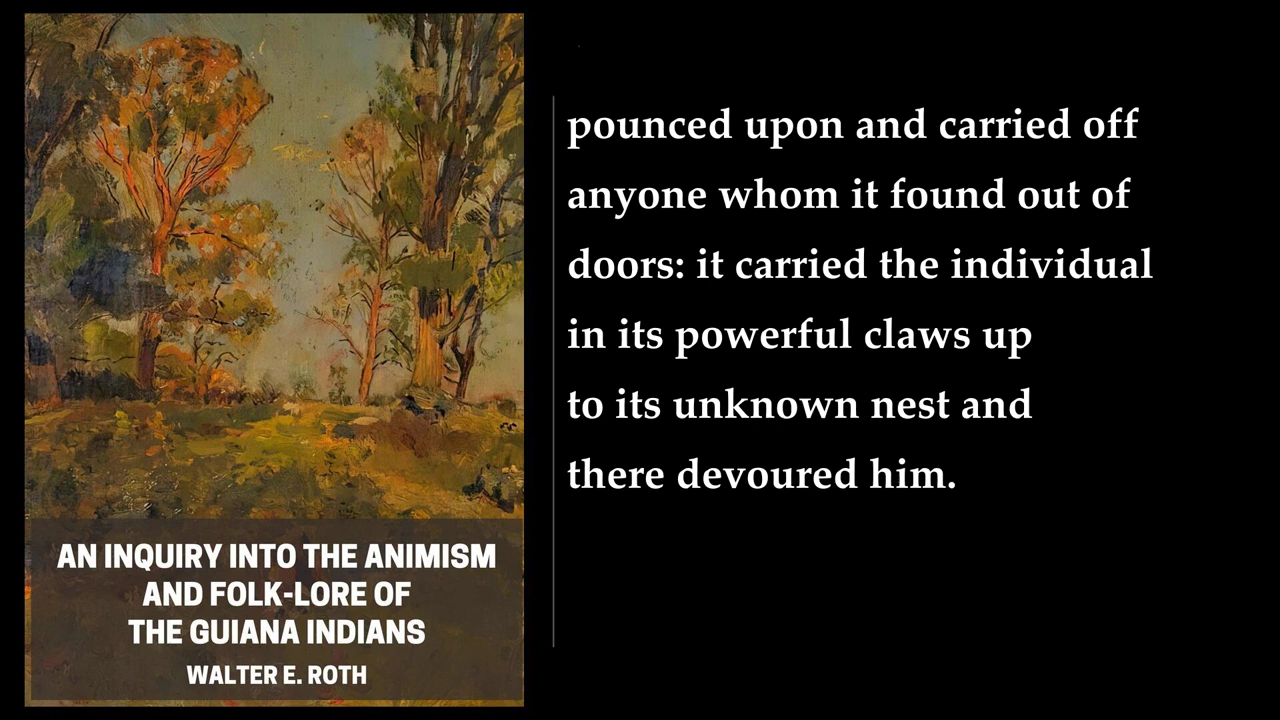 pounced upon and carried off
anyone whom it found out of
doors: it carried the individual
in its powerful claws up
to its unknown nest and
there devoured him.
AN INQUIRY INTO THE ANIMISM
AND FOLK-LORE OF
THE GUIANA INDIANS
WALTER E. ROTH